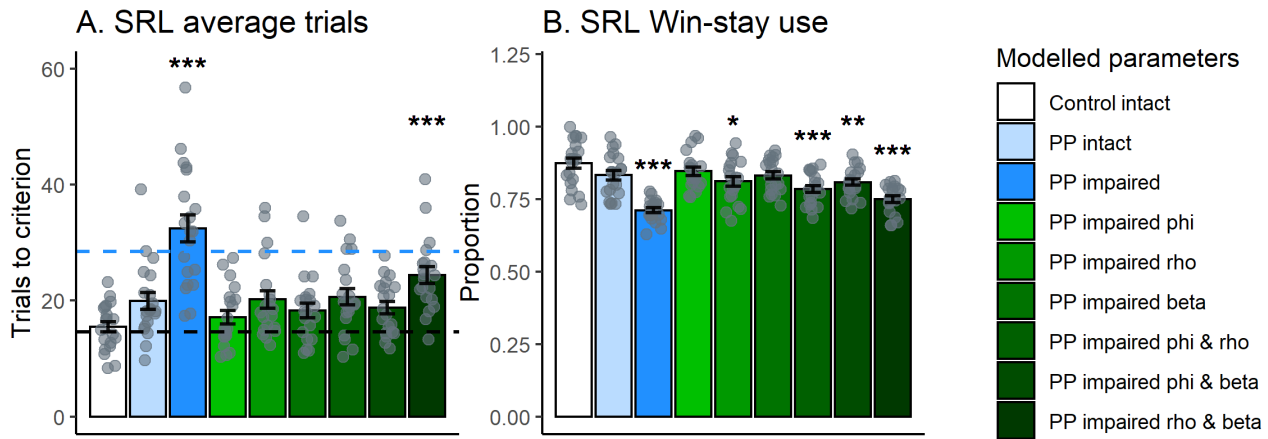 A. SRL average trials
Trials to criterion
60
40
20
0
***
***
B. SRL Win-stay use
Proportion
1.25
1.00
0.75
0.50
0.25
0.00
***
*
***
**
***
Modelled parameters
Control intact
PP intact
PP impaired
PP impaired phi
PP impaired rho
PP impaired beta
PP impaired phi & rho
PP impaired phi & beta
PP impaired rho & beta